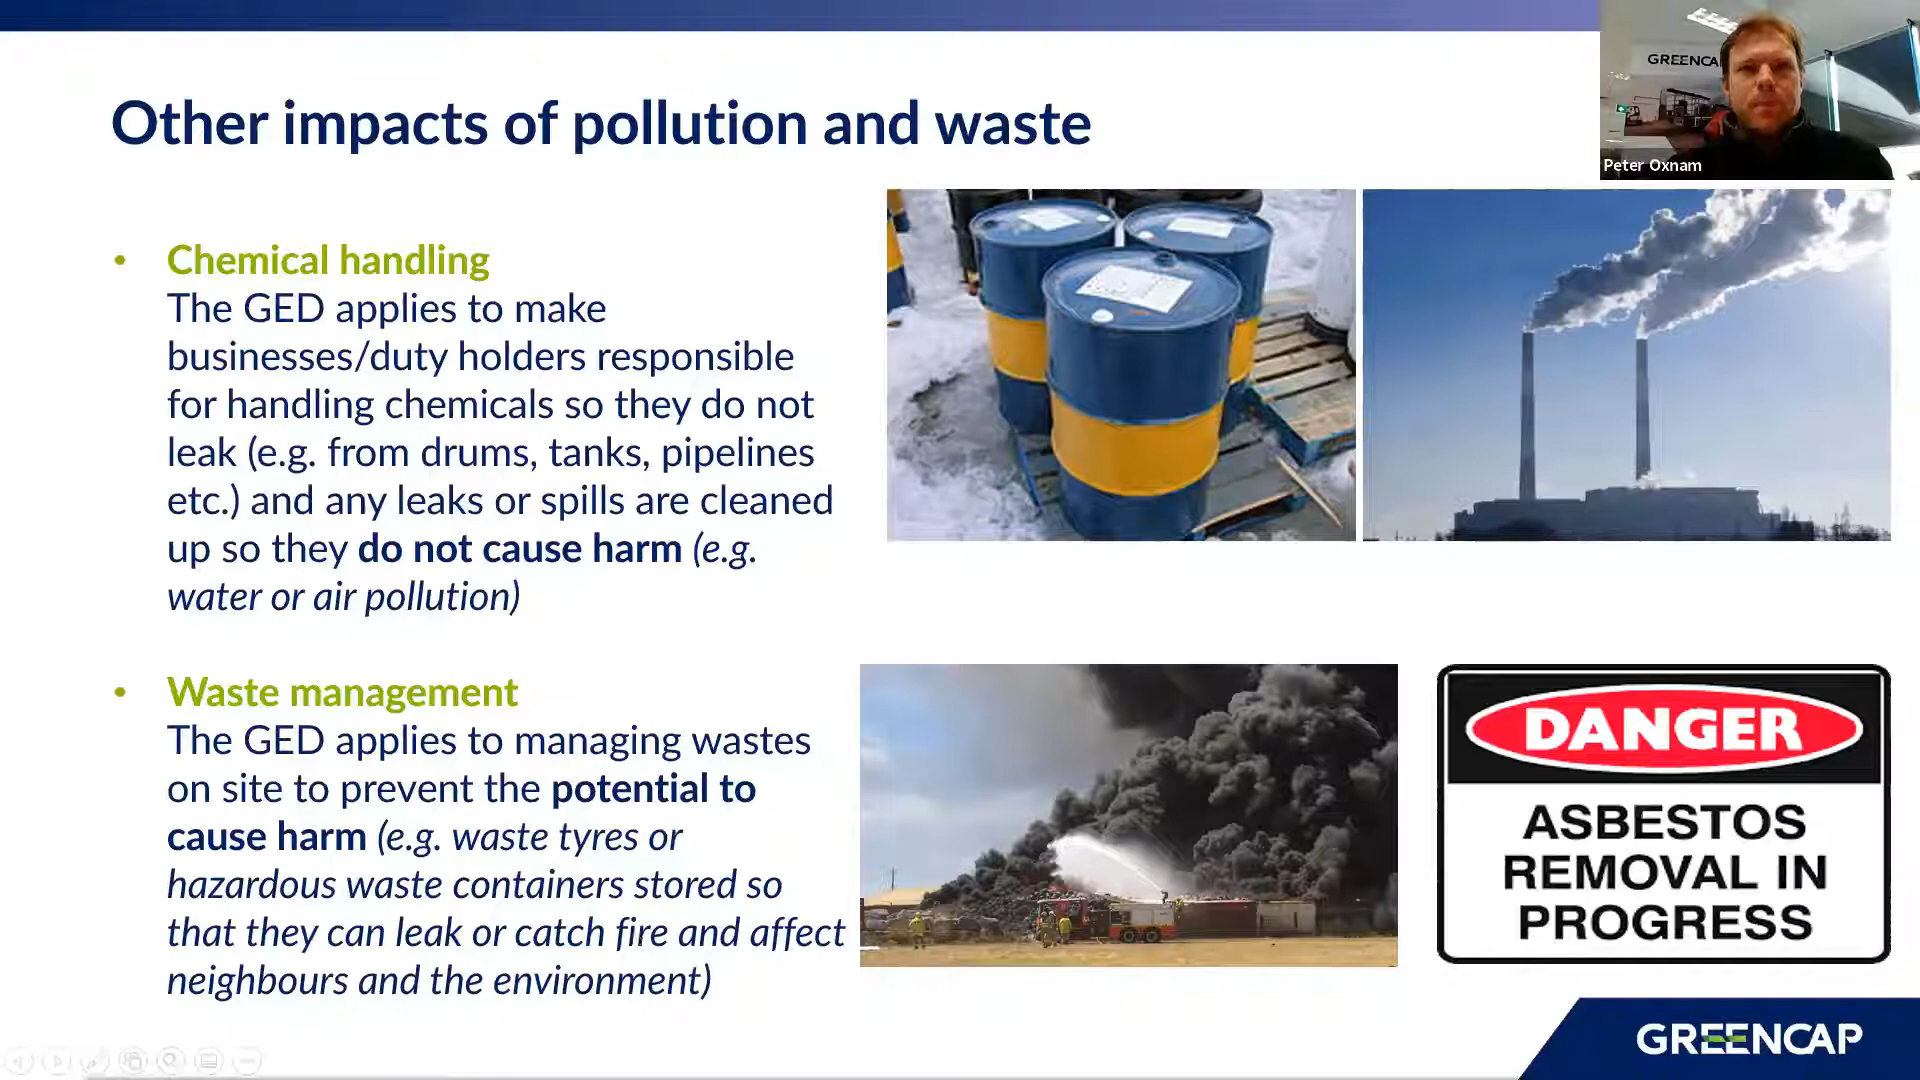 Other impacts of pollution and waste
GREENCA
Peter Oxnam
• Chemical handling
The GED applies to make
businesses/duty holders responsible
for handling chemicals so they do not
leak (e.g. from drums, tanks, pipelines
etc.) and any leaks or spills are cleaned
up so they do not cause harm (e.g.
water or air pollution)
• Waste management
The GED applies to managing wastes
on site to prevent the potential to
cause harm (e.g. waste tyres or
hazardous waste containers stored so
that they can leak or catch fire and affect
neighbours and the environment)
DANGER
ASBESTOS
REMOVAL IN
PROGRESS
GREENCAP